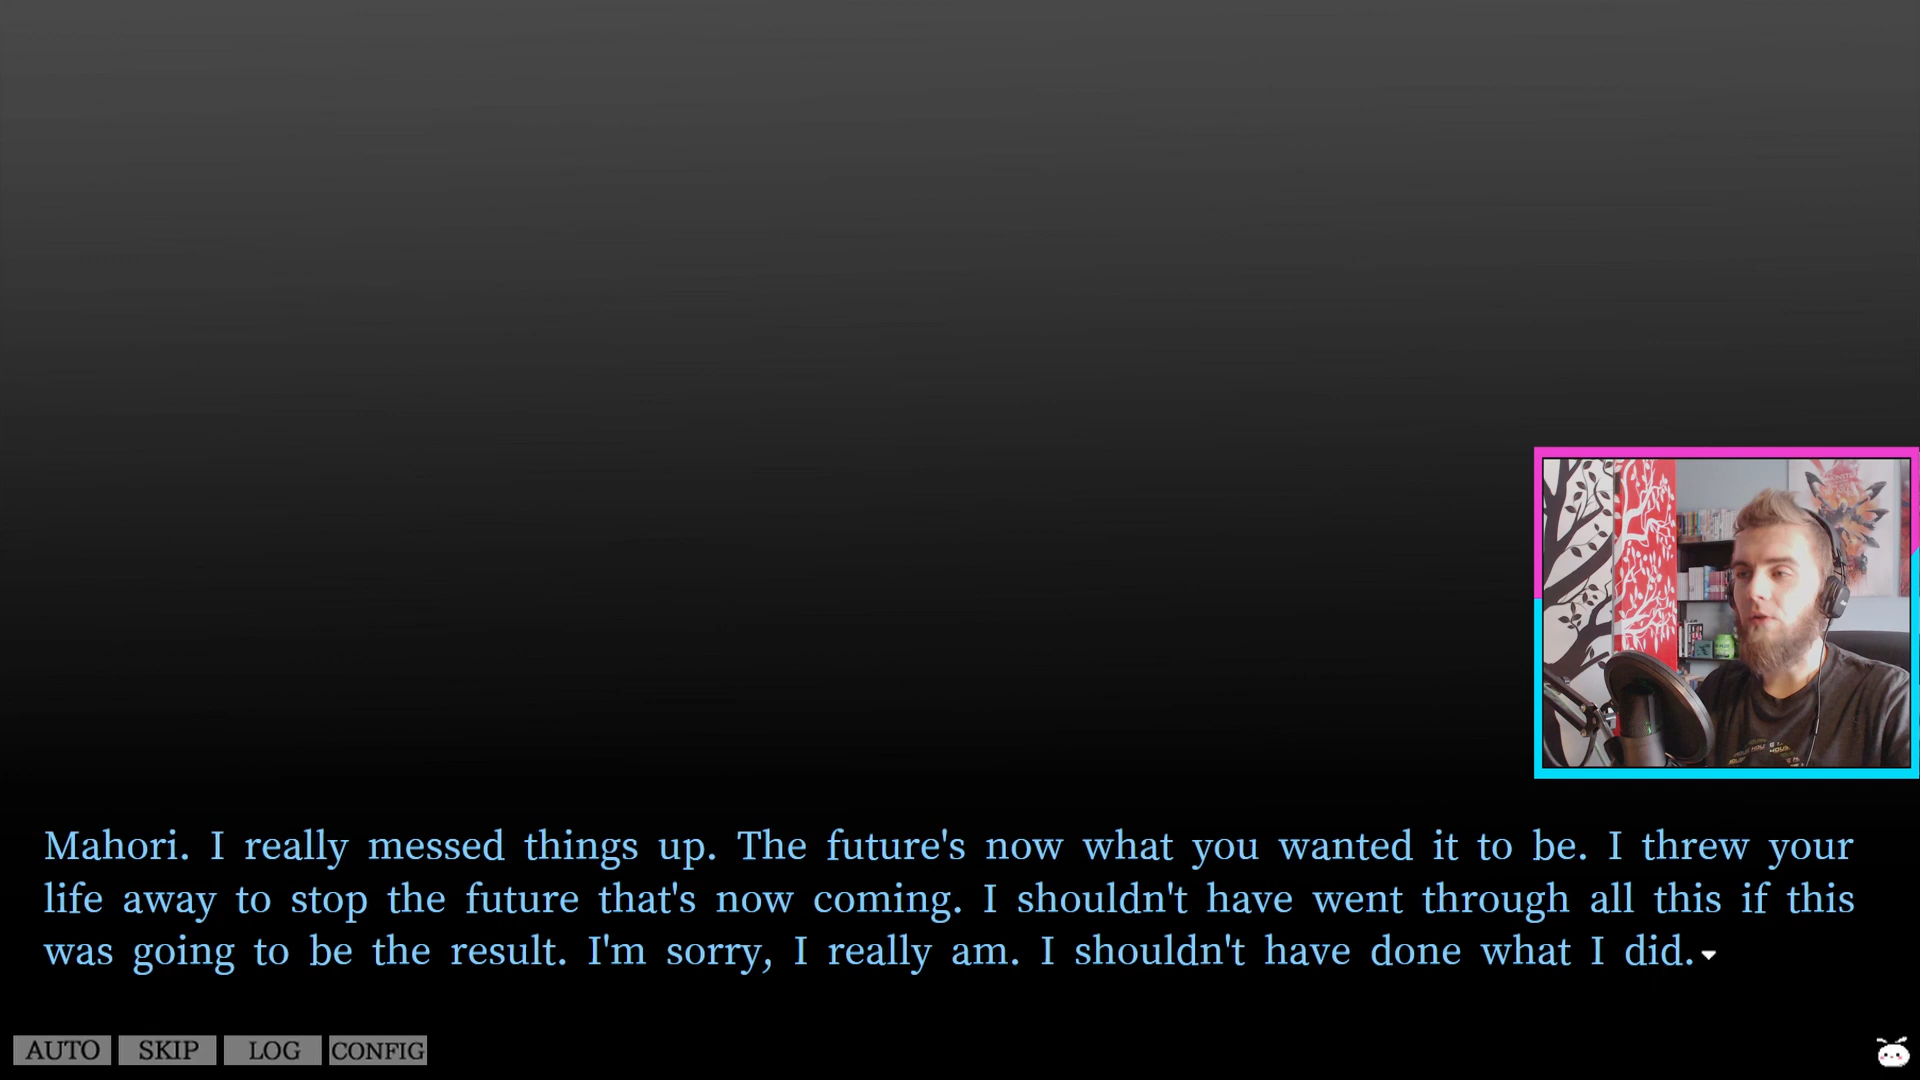 Mahori. I really messed things up. The future's now what you wanted it to be. I threw your
life away to stop the future that's now coming. I shouldn't have went through all this if this
was going to be the result. I'm sorry, I really am. I shouldn't have done what I did.
AUTO SKIP LOG CONFIG